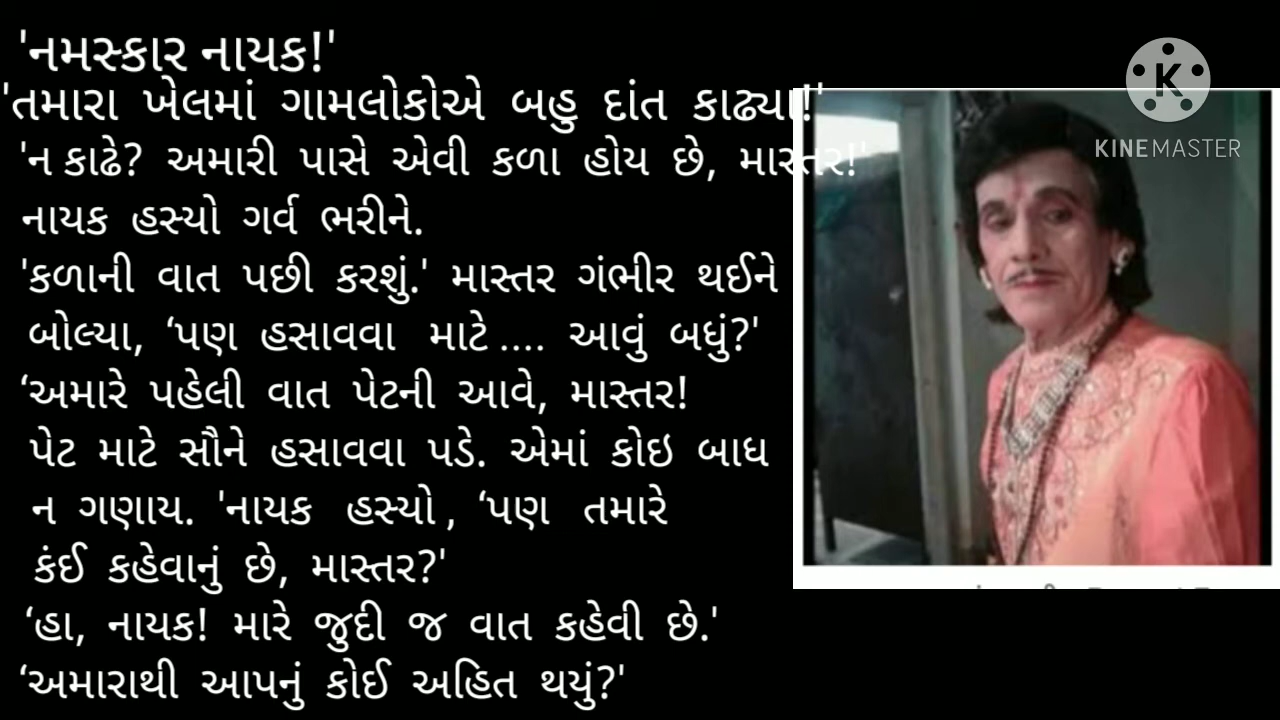 'નમસ્કાર નાયક!'
'તમારા ખેલમાં ગામલોકોએ બહુ દાંત કાઢ્યા!'
'ન કાઢે? અમારી પાસે એવી કળા હોય છે, માસ્તર!'
નાયક હસ્યો ગર્વ ભરીને.
'કળાની વાત પછી કરશું.' માસ્તર ગંભીર થઈને
બોલ્યા, ‘પણ હસાવવા માટે.... આવું બધું?'
‘અમારે પહેલી વાત પેટની આવે, માસ્તર!
પેટ માટે સૌને હસાવવા પડે. એમાં કોઇ બાધ
ન ગણાય. 'નાયક હસ્યો, ‘પણ તમારે
કંઈ કહેવાનું છે, માસ્તર?'
‘હા, નાયક! મારે જુદી જ વાત કહેવી છે.'
‘અમારાથી આપનું કોઈ અહિત થયું?'
K
KINEMASTER